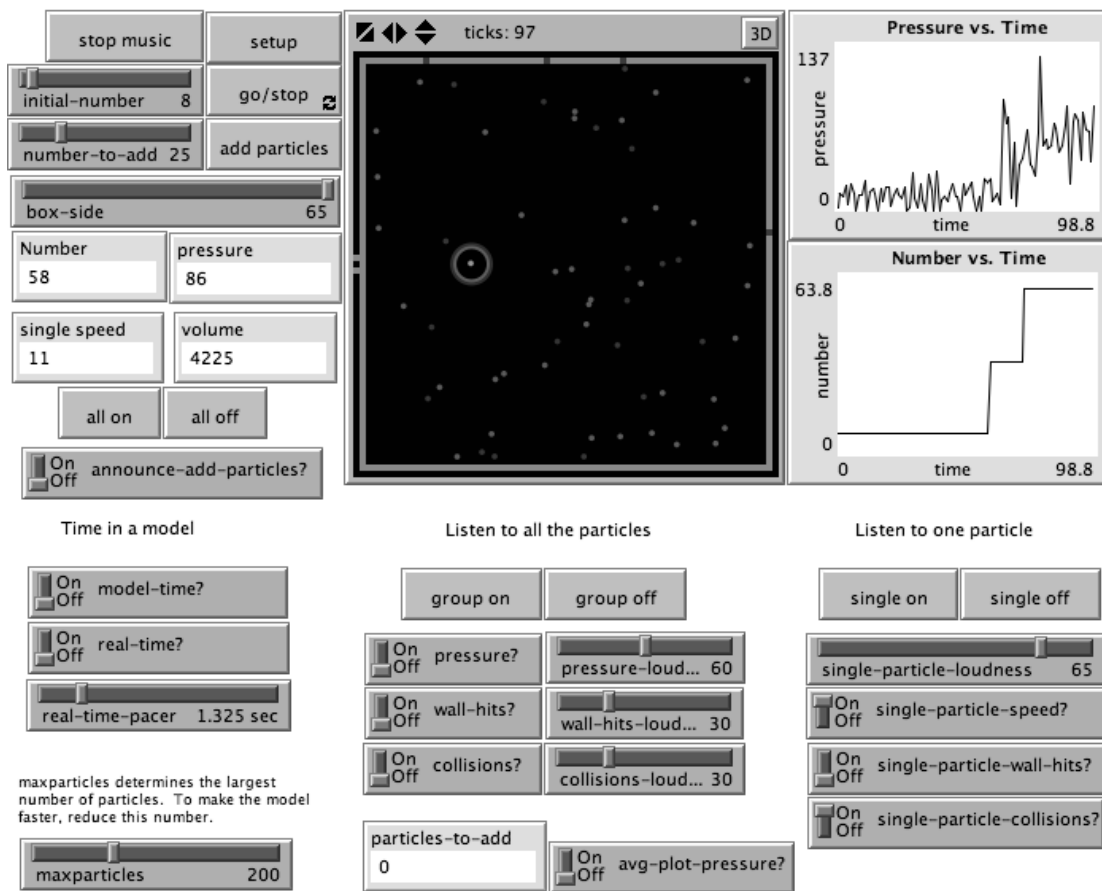 stop music
setup
ticks: 97
3D
initial-number 8
go/stop
number-to-add 25
add particles
box-side 65
Number
58
pressure
86
single speed
11
volume
4225
all on
all off
On
Off
announce-add-particles?
Pressure vs. Time
137
pressure
0
0
time
98.8
Number vs. Time
63.8
number
0
0
time
98.8
Time in a model
On
Off
model-time?
On
Off
real-time?
real-time-pacer 1.325 sec
maxparticles determines the largest
number of particles. To make the model
faster, reduce this number.
maxparticles 200
Listen to all the particles
group on
group off
On
Off
pressure?
pressure-loud... 60
On
Off
wall-hits?
wall-hits-loud... 30
On
Off
collisions?
collisions-loud... 30
particles-to-add
0
On
Off
avg-plot-pressure?
Listen to one particle
single on
single off
single-particle-loudness 65
On
Off
single-particle-speed?
On
Off
single-particle-wall-hits?
On
Off
single-particle-collisions?